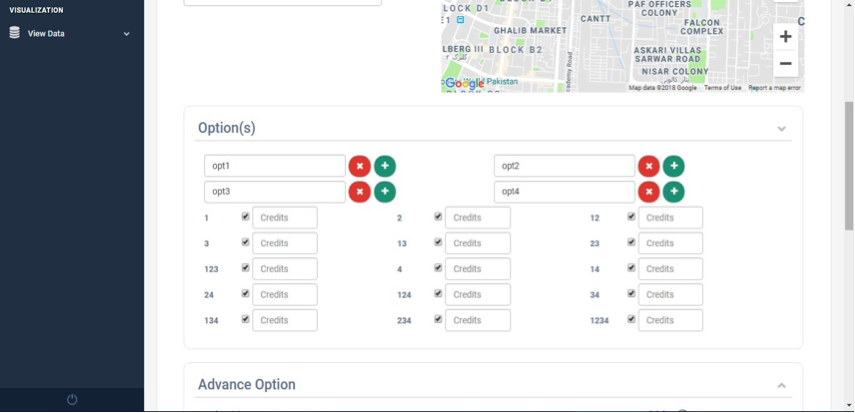 VISUALIZATION
View Data
LOCK D1
E1
GHALIB MARKET
CANTT
PAF OFFICERS
COLONY
FALCON
COMPLEX
LBERG III
BLOCK B2
ASKARI VILLAS
SARWAR ROAD
NISAR COLONY
Google
Pakistan
Map data ©2018 Google Terms of Use Report a map error
Option(s)
opt1
opt2
opt3
opt4
1 Credits 2 Credits 12 Credits
3 Credits 13 Credits 23 Credits
123 Credits 4 Credits 14 Credits
24 Credits 124 Credits 34 Credits
134 Credits 234 Credits 1234 Credits
Advance Option